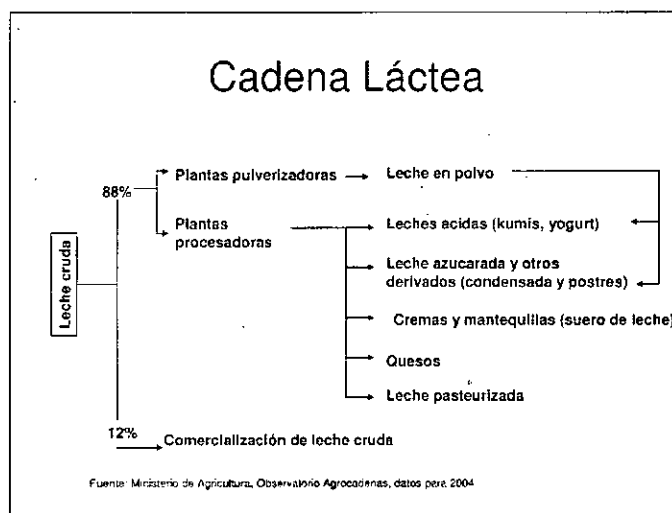 Cadena Láctea
Plantas pulverizadoras
Leche en polvo
88%
Plantas
procesadoras
Leches acidas (kumis, yogurt)
Leche cruda
Leche azucarada y otros
derivados (condensada y postres)
Cremas y mantequillas (suero de leche)
Quesos
Leche pasteurizada
12%
Comercialización de leche cruda
Fuente: Ministerio de Agricultura, Observatorio Agrocadenas, datos para 2004